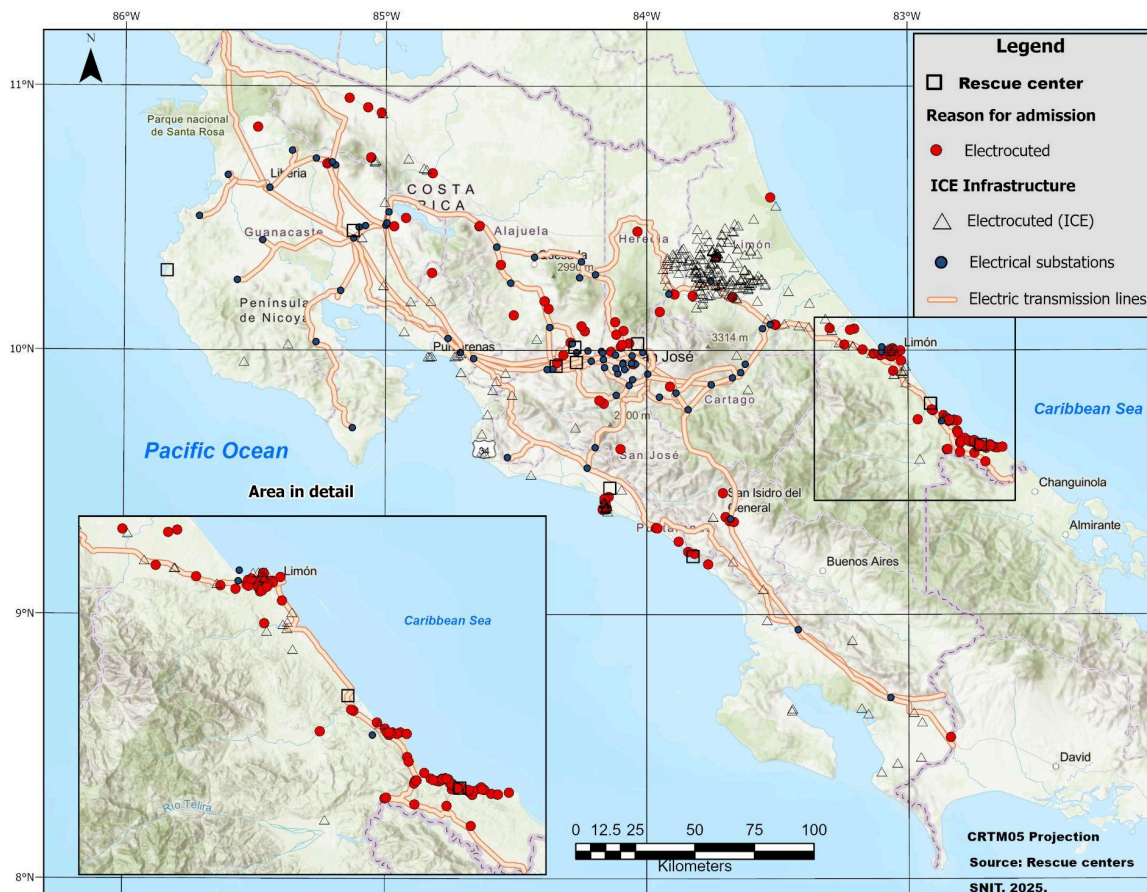 86°W
85°W
84°W
83°W
N
11°N
10°N
9°N
8°N
Legend
Rescue center
Reason for admission
Electrocuted
ICE Infrastructure
Electrocuted (ICE)
Electrical substations
Electric transmission lines
Parque nacional
de Santa Rosa
Liberia
COSTA
RICA
Guanacaste
Alajuela
Heredia
Limón
2990 m
Península
de Nicoya
3314 m
San José
Limón
Cartago
Caribbean Sea
Pacific Ocean
34
San José
Area in detail
San Isidro del
General
Changuinola
Almirante
Buenos Aires
David
Limón
Caribbean Sea
Río Telira
0 12.5 25 50 75 100
Kilometers
CRTM05 Projection
Source: Rescue centers
SNIT, 2025.